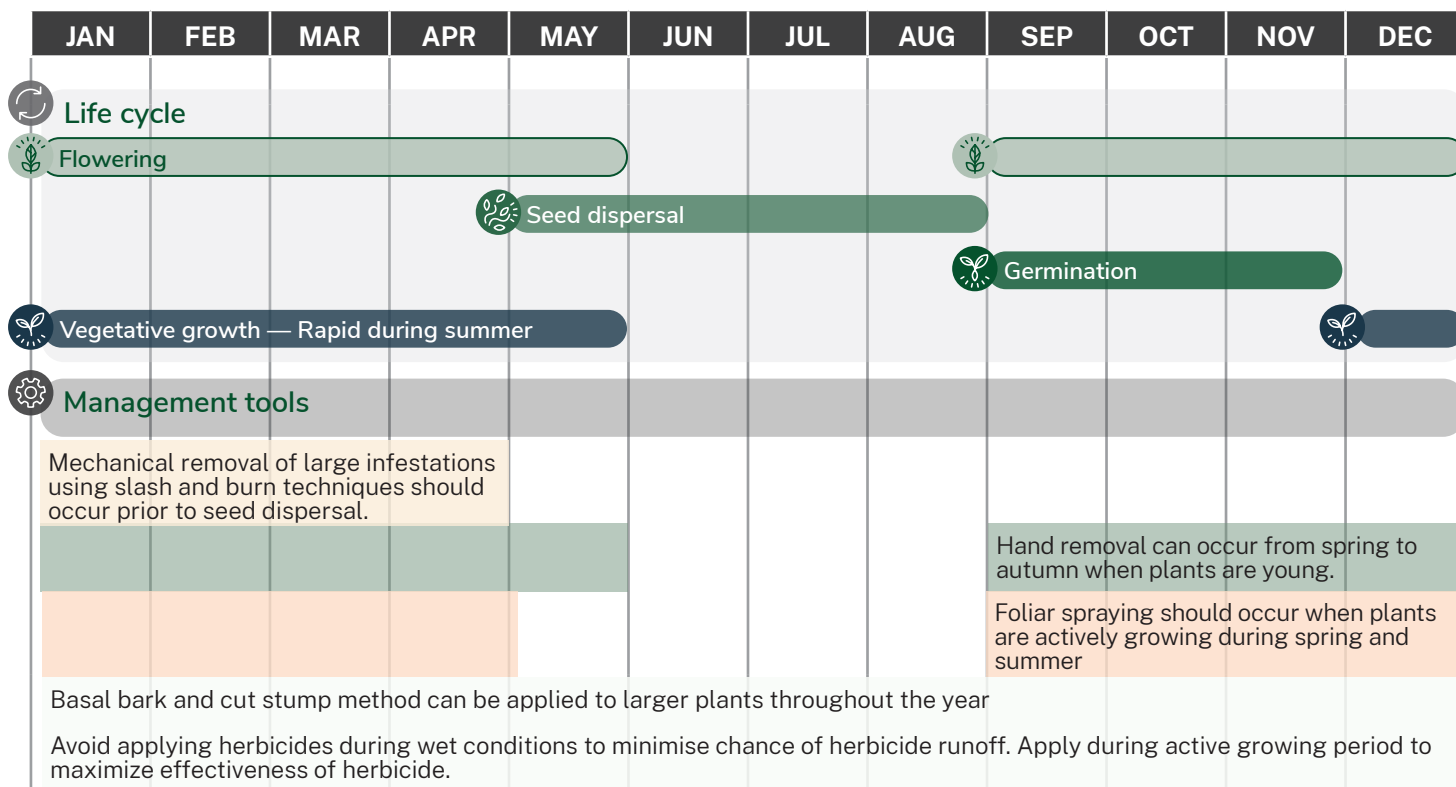 JAN FEB MAR APR MAY JUN JUL AUG SEP OCT NOV DEC
Life cycle
Flowering
Seed dispersal
Germination
Vegetative growth — Rapid during summer
Management tools
Mechanical removal of large infestations
using slash and burn techniques should
occur prior to seed dispersal.
Hand removal can occur from spring to
autumn when plants are young.
Foliar spraying should occur when plants
are actively growing during spring and
summer
Basal bark and cut stump method can be applied to larger plants throughout the year
Avoid applying herbicides during wet conditions to minimise chance of herbicide runoff. Apply during active growing period to
maximize effectiveness of herbicide.